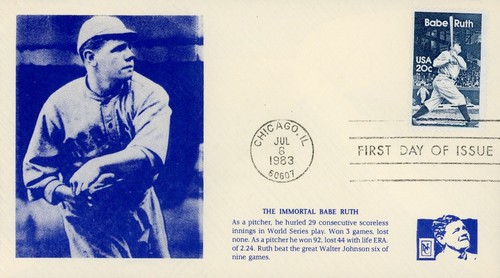 Babe Ruth
USA
20c
CHICAGO, IL
JUL
6
1983
60607
FIRST DAY OF ISSUE
THE IMMORTAL BABE RUTH
As a pitcher, he hurled 29 consecutive scoreless
innings in World Series play. Won 3 games, lost
none. As a pitcher he won 92, lost 44 with life ERA.
of 2.24. Ruth beat the great Walter Johnson six of
nine games.